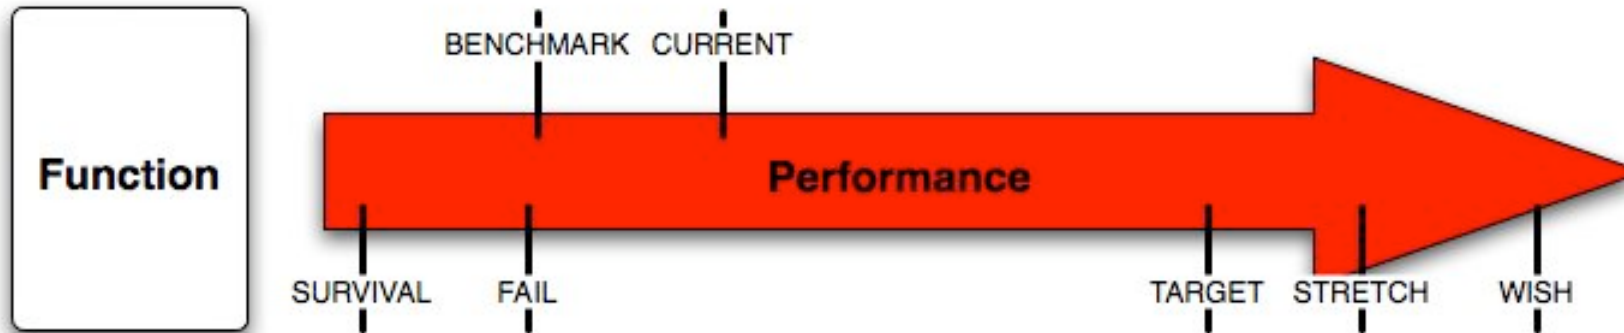 BENCHMARK CURRENT
Function
Performance
SURVIVAL FAIL TARGET STRETCH WISH